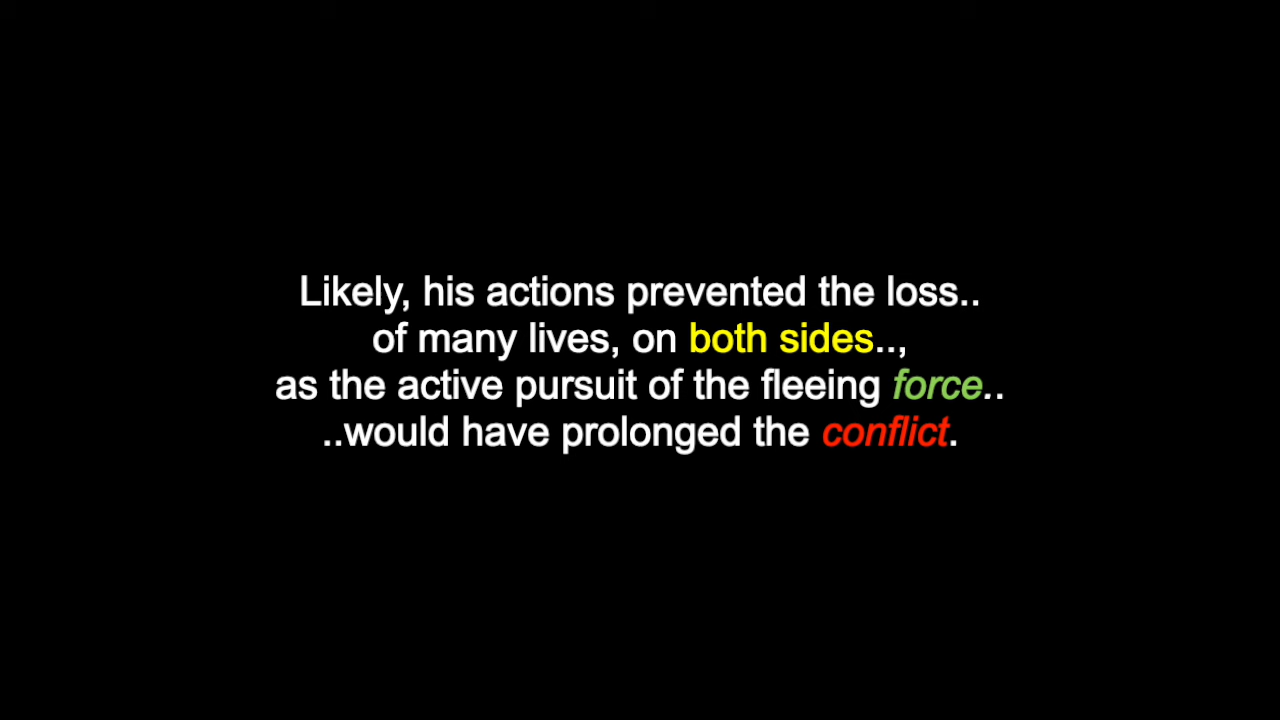 Likely, his actions prevented the loss..
of many lives, on both sides..,
as the active pursuit of the fleeing force..
..would have prolonged the conflict.